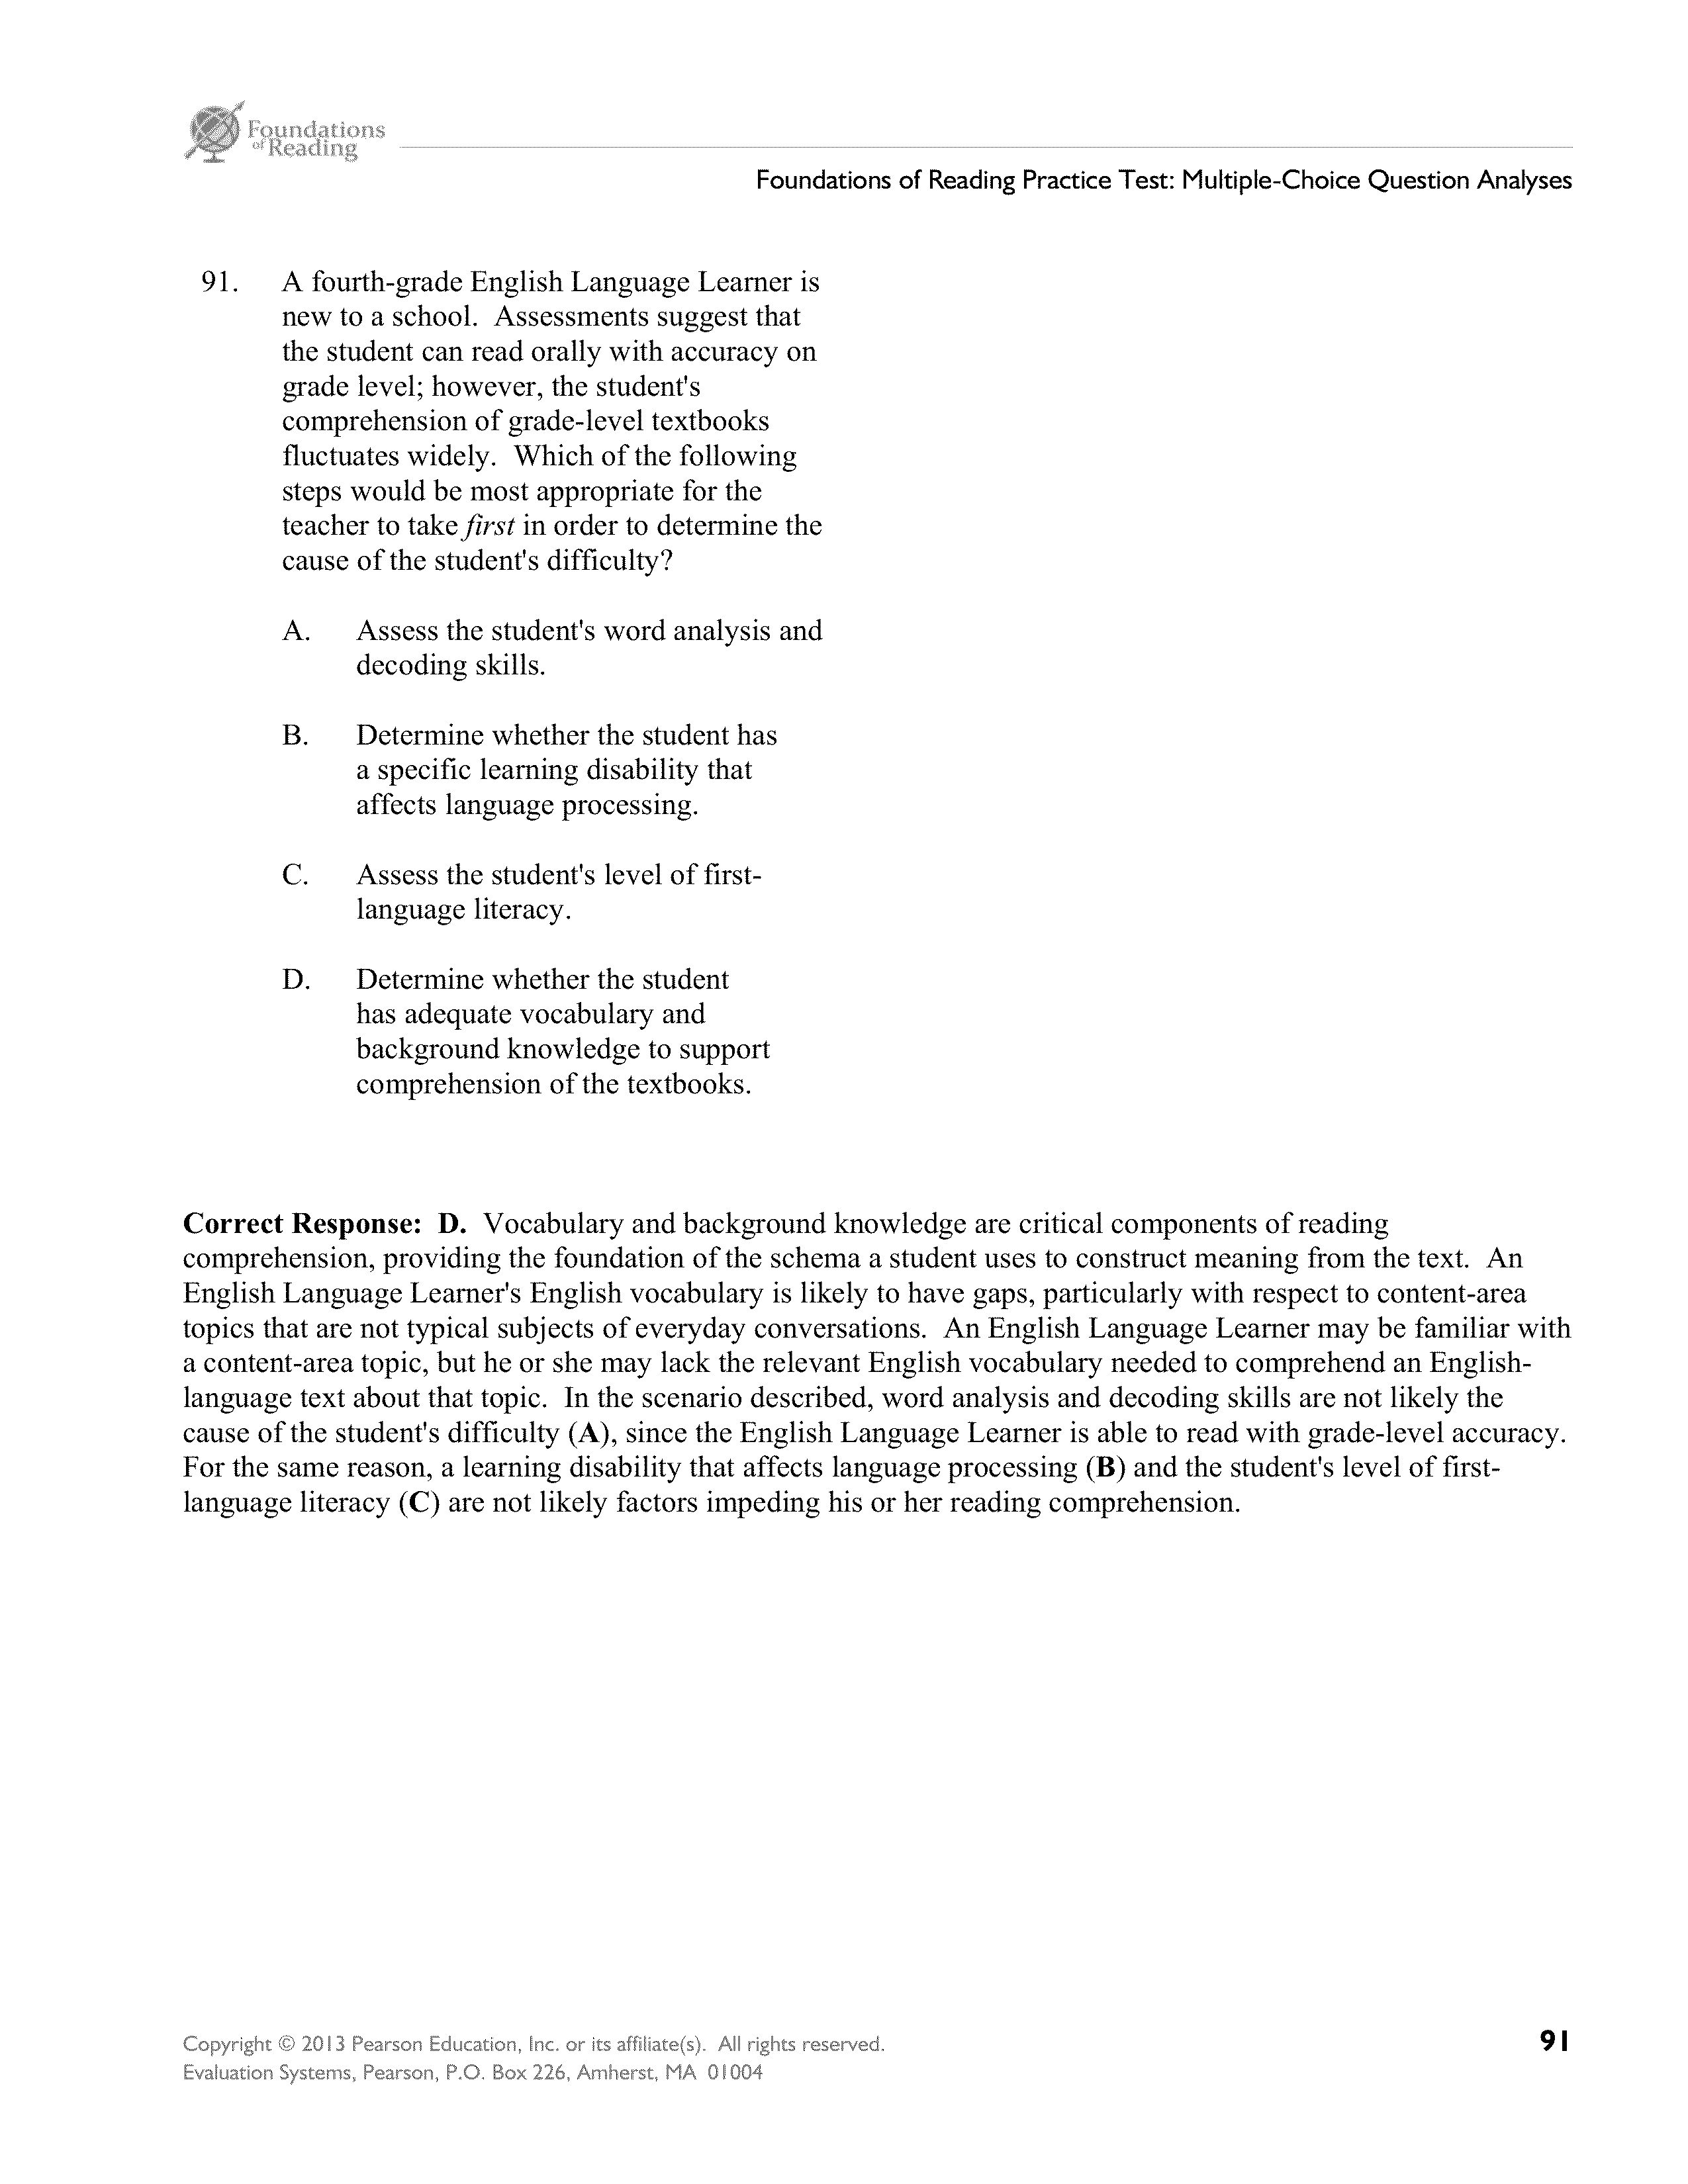 Foundations
of Reading
Foundations of Reading Practice Test: Multiple-Choice Question Analyses
91. A fourth-grade English Language Learner is
new to a school.  Assessments suggest that
the student can read orally with accuracy on
grade level; however, the student's
comprehension of grade-level textbooks
fluctuates widely.  Which of the following
steps would be most appropriate for the
teacher to take first in order to determine the
cause of the student's difficulty?
A. Assess the student's word analysis and
decoding skills.
B. Determine whether the student has
a specific learning disability that
affects language processing.
C. Assess the student's level of first-
language literacy.
D. Determine whether the student
has adequate vocabulary and
background knowledge to support
comprehension of the textbooks.
Correct Response:  D.  Vocabulary and background knowledge are critical components of reading
comprehension, providing the foundation of the schema a student uses to construct meaning from the text.  An
English Language Learner's English vocabulary is likely to have gaps, particularly with respect to content-area
topics that are not typical subjects of everyday conversations.  An English Language Learner may be familiar with
a content-area topic, but he or she may lack the relevant English vocabulary needed to comprehend an English-
language text about that topic.  In the scenario described, word analysis and decoding skills are not likely the
cause of the student's difficulty (A), since the English Language Learner is able to read with grade-level accuracy.
For the same reason, a learning disability that affects language processing (B) and the student's level of first-
language literacy (C) are not likely factors impeding his or her reading comprehension.
Copyright © 2013 Pearson Education, Inc. or its affiliate(s).  All rights reserved.
Evaluation Systems, Pearson, P.O. Box 226, Amherst, MA  01004
91